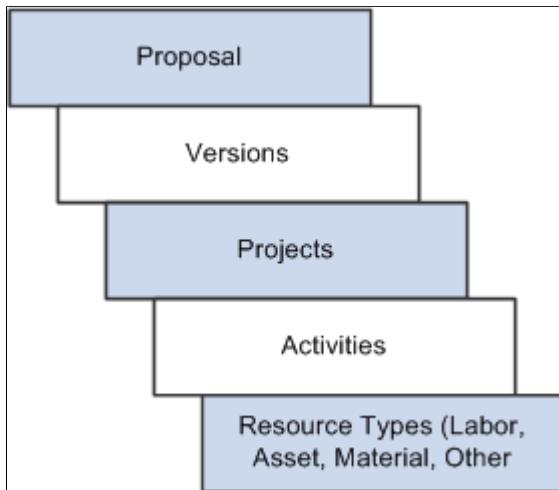 Proposal
Versions
Projects
Activities
Resource Types (Labor,
Asset, Material, Other